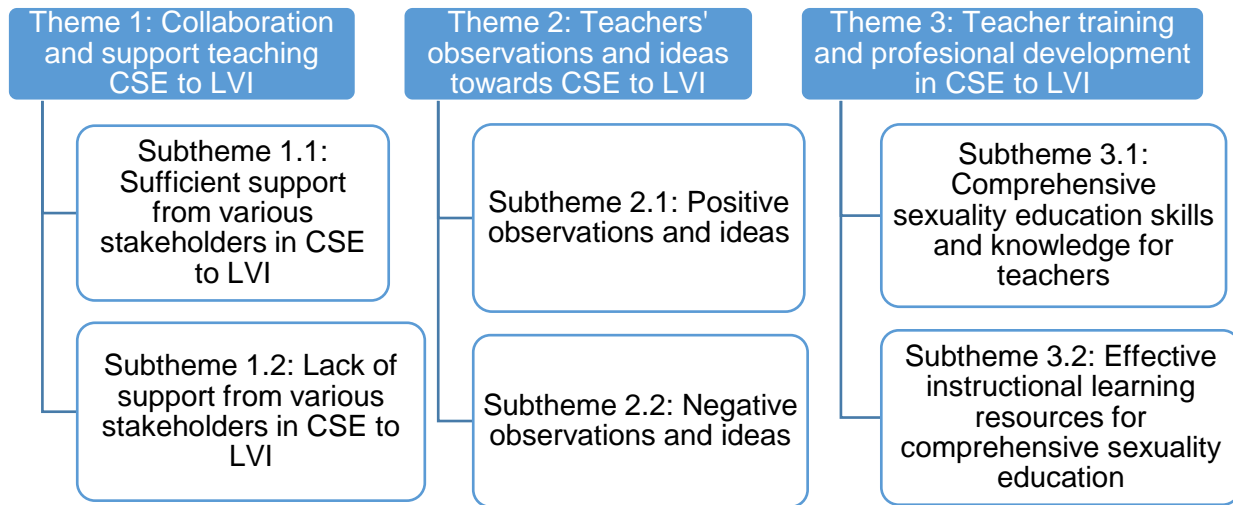 Theme 1: Collaboration
and support teaching
CSE to LVI
Subtheme 1.1:
Sufficient support
from various
stakeholders in CSE
to LVI
Subtheme 1.2: Lack of
support from various
stakeholders in CSE to
LVI
Theme 2: Teachers'
observations and ideas
towards CSE to LVI
Subtheme 2.1: Positive
observations and ideas
Subtheme 2.2: Negative
observations and ideas
Theme 3: Teacher training
and profesional development
in CSE to LVI
Subtheme 3.1:
Comprehensive
sexuality education skills
and knowledge for
teachers
Subtheme 3.2: Effective
instructional learning
resources for
comprehensive sexuality
education